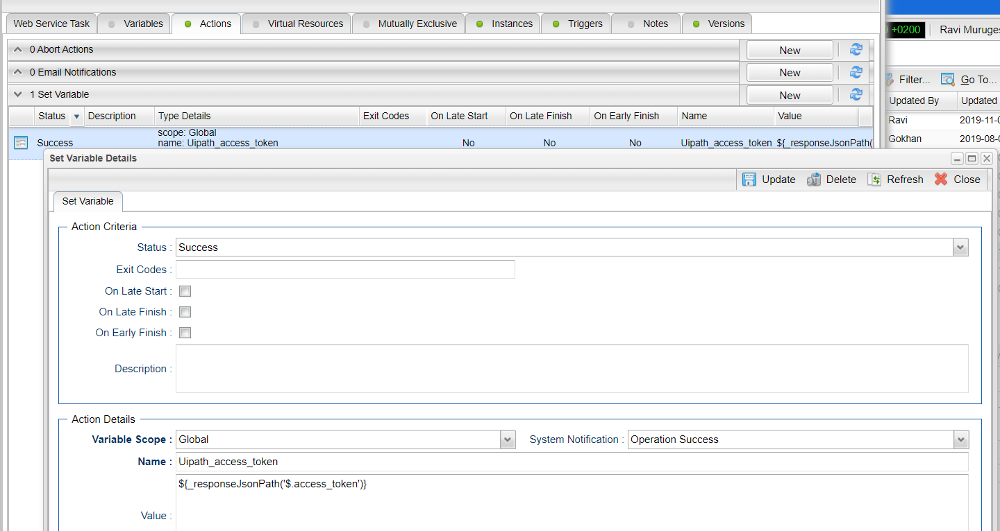 Web Service Task Variables Actions Virtual Resources Mutually Exclusive Instances Triggers Notes Versions
+0200 Ravi Muruges
0 Abort Actions New
0 Email Notifications New
1 Set Variable New
Filter... Go To...
Updated By Updated
Ravi 2019-11-0
Gokhan 2019-08-0
Status Description Type Details Exit Codes On Late Start On Late Finish On Early Finish Name Value
scope: Global
Success name: Uipath_access_token No No No Uipath_access_token ${_responseJsonPath(
Set Variable Details
Update Delete Refresh Close
Set Variable
Action Criteria
Status : Success
Exit Codes :
On Late Start :
On Late Finish :
On Early Finish :
Description :
Action Details
Variable Scope : Global System Notification : Operation Success
Name : Uipath_access_token
${_responseJsonPath('$.access_token')}
Value :